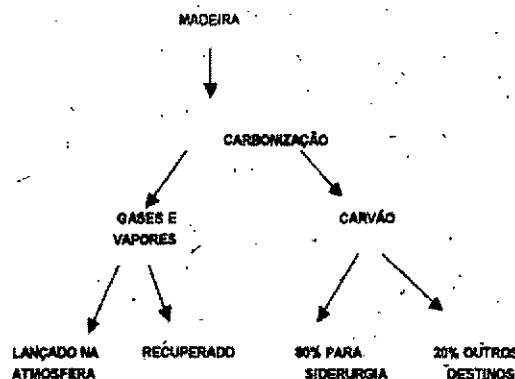 MADEIRA
CARBONIZAÇÃO
GASES E
VAPORES
CARVÃO
LANÇADO NA
ATMOSFERA
RECUPERADO
80% PARA
SIDERURGIA
20% OUTROS
DESTINOS